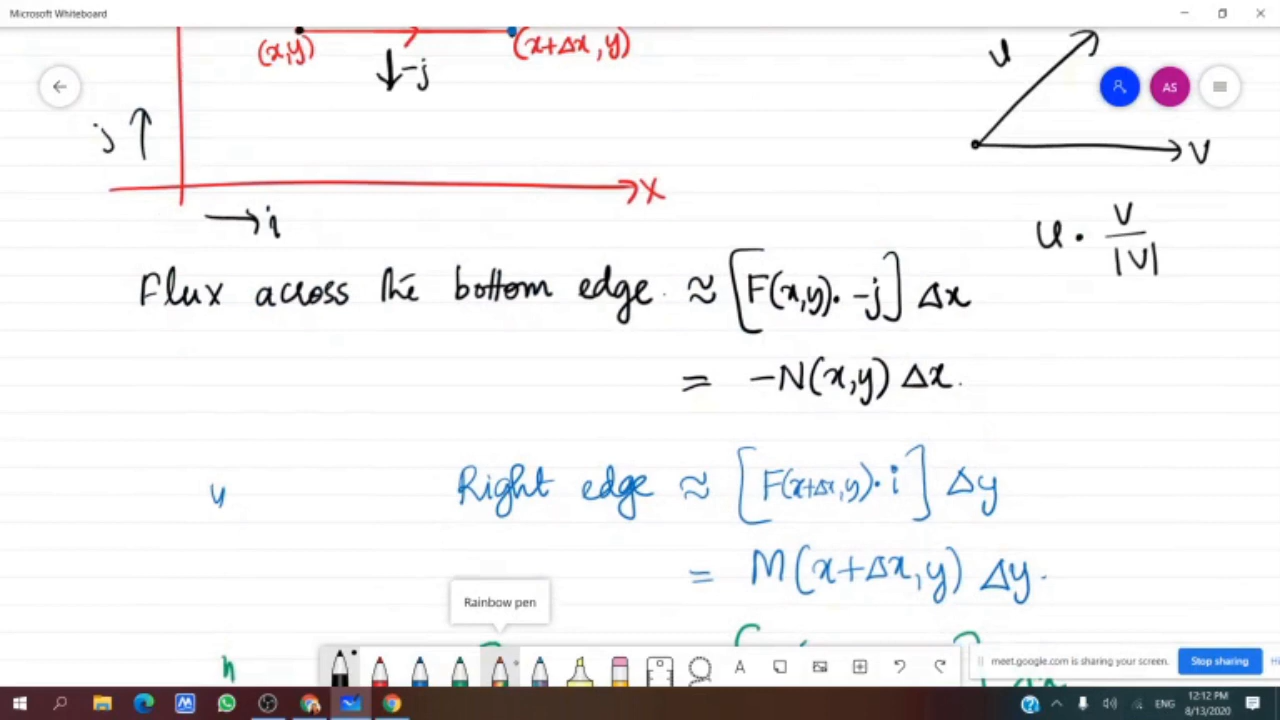 Microsoft Whiteboard
(x,y)
(x+Δx,y)
↓-j
u
AS
j↑
V
X
→i
u · V/|V|
Flux across the bottom edge. ≈ [F(x,y)· -j] Δx
= -N(x,y) Δx.
Right edge ≈ [F(x+Δx,y)·i] Δy
= M(x+Δx,y) Δy.
Rainbow pen
A
meet.google.com is sharing your screen.
Stop sharing
12:12 PM
ENG
8/13/2020